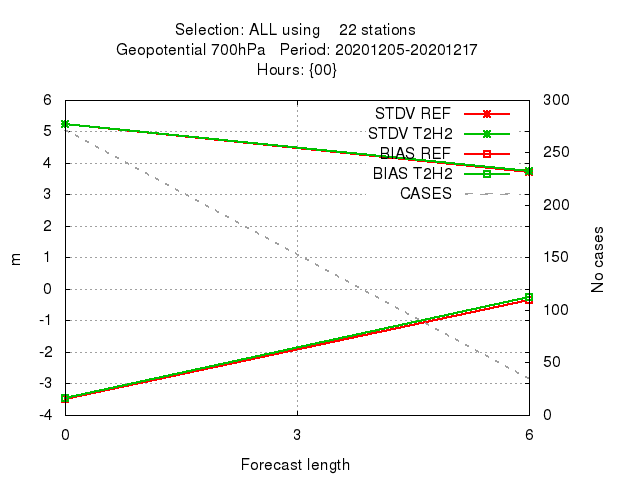 Selection: ALL using    22 stations
Geopotential 700hPa   Period: 20201205-20201217
Hours: {00}
6 300
STDV REF
5 STDV T2H2 250
4 BIAS REF
BIAS T2H2
3 CASES 200
2
1 150
0
-1 100
-2 50
-3
-4 0
m
No cases
0 3 6
Forecast length